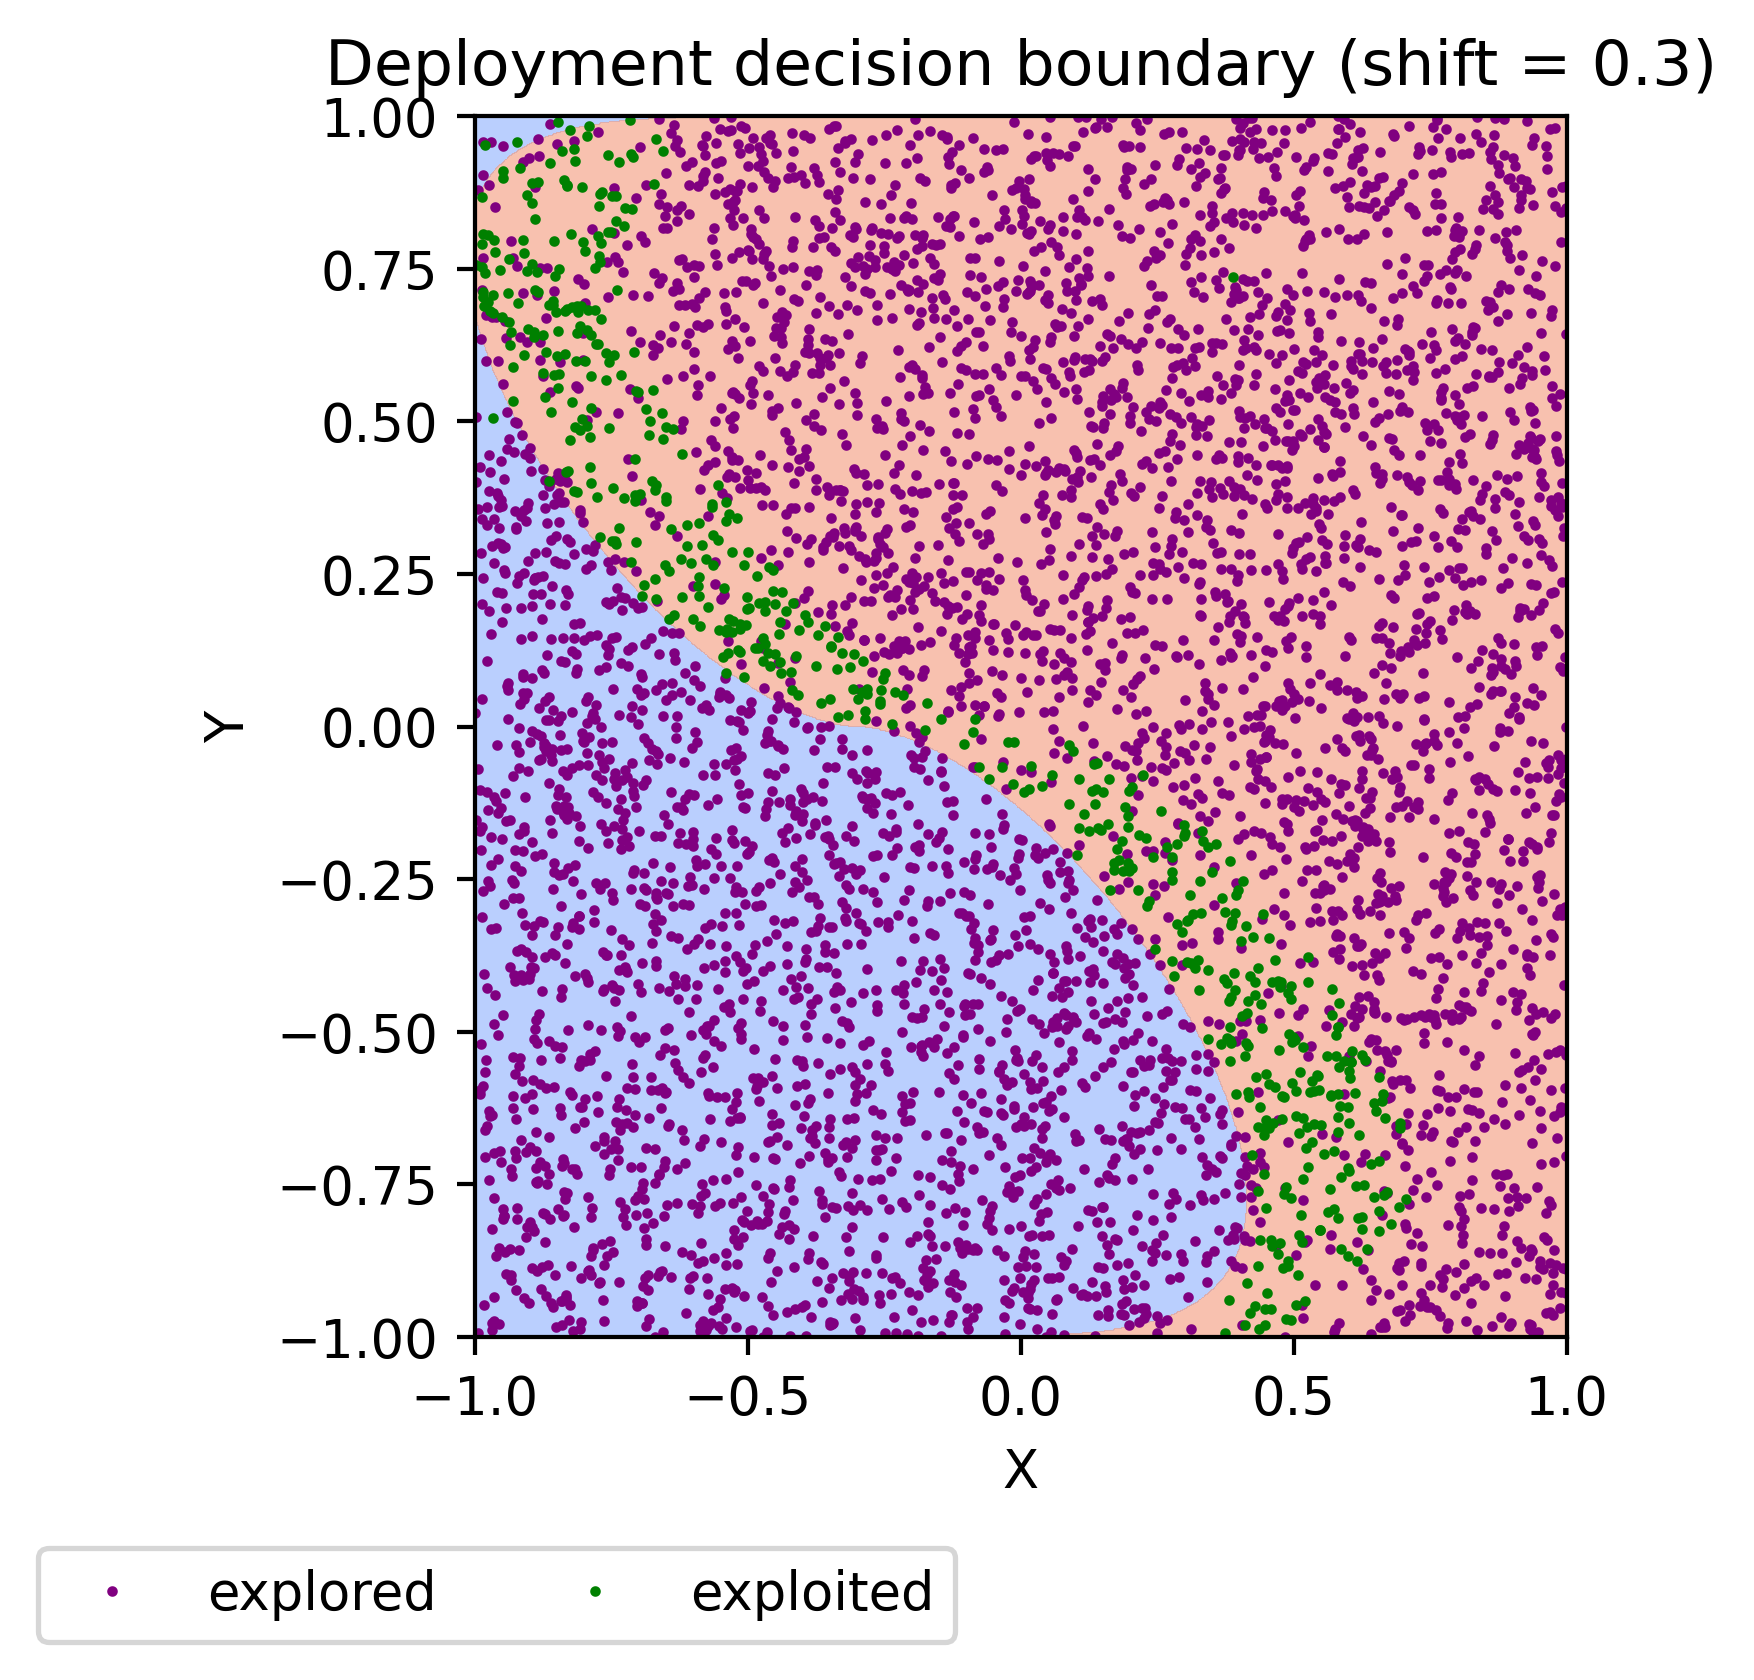 Deployment decision boundary (shift = 0.3)
1.00
0.75
0.50
0.25
0.00
−0.25
−0.50
−0.75
−1.00
Y
−1.0 −0.5 0.0 0.5 1.0
X
explored exploited